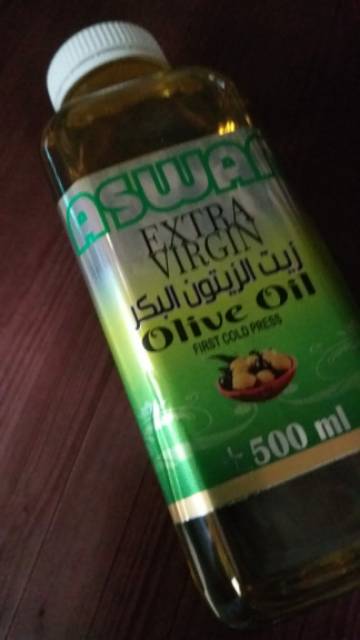 ASWAN
EXTRA
VIRGIN
زيت الزيتون البكر
Olive Oil
FIRST COLD PRESS
500 ml